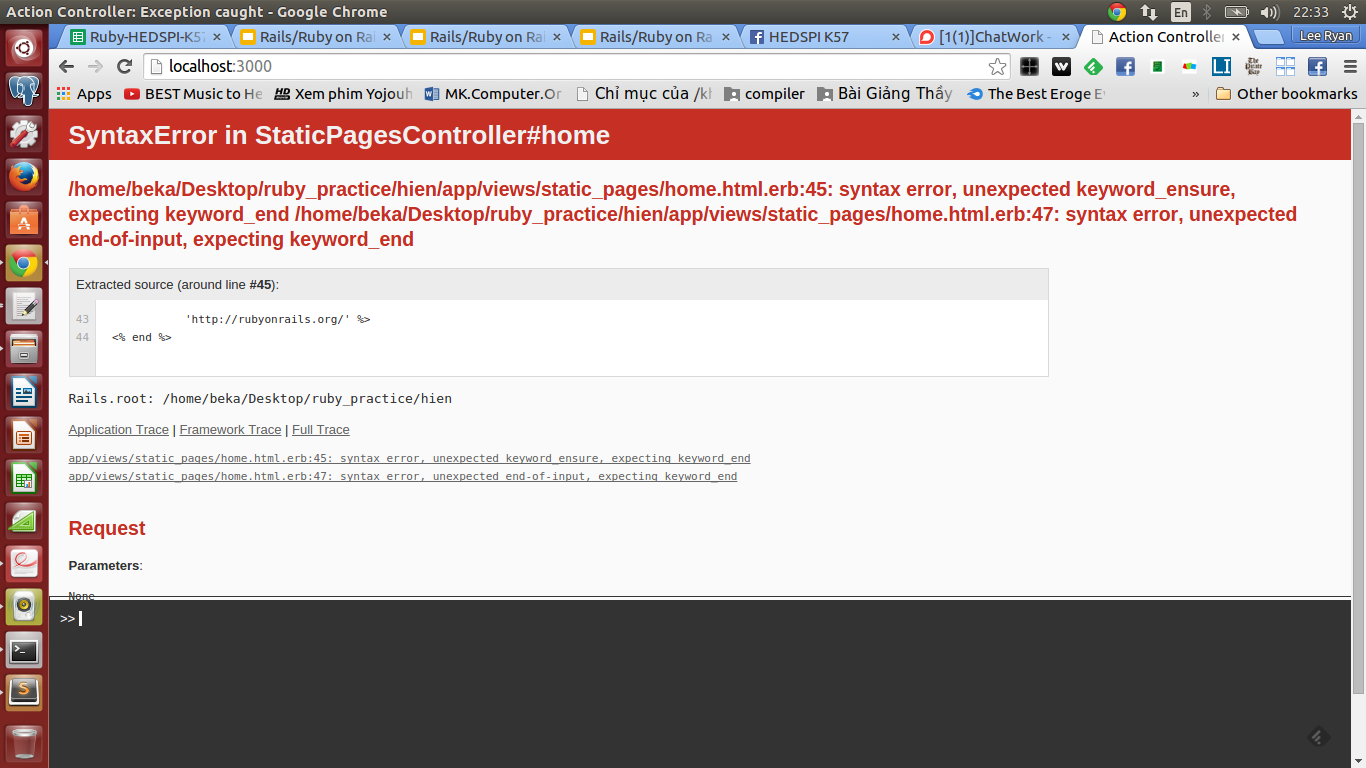 Action Controller: Exception caught - Google Chrome
En
22:33
Ruby-HEDSPI-K57
Rails/Ruby on Rai
Rails/Ruby on Rai
Rails/Ruby on Ra
HEDSPI K57
[1(1)]ChatWork -
Action Controller
Lee Ryan
localhost:3000
Apps
BEST Music to He
HD Xem phim Yojouh
MK.Computer.Or
Chỉ mục của /kh
compiler
Bài Giảng Thầy
The Best Eroge E
»
Other bookmarks
SyntaxError in StaticPagesController#home
/home/beka/Desktop/ruby_practice/hien/app/views/static_pages/home.html.erb:45: syntax error, unexpected keyword_ensure,
expecting keyword_end /home/beka/Desktop/ruby_practice/hien/app/views/static_pages/home.html.erb:47: syntax error, unexpected
end-of-input, expecting keyword_end
Extracted source (around line #45):
43 'http://rubyonrails.org/' %>
44 <% end %>
Rails.root: /home/beka/Desktop/ruby_practice/hien
Application Trace | Framework Trace | Full Trace
app/views/static_pages/home.html.erb:45: syntax error, unexpected keyword_ensure, expecting keyword_end
app/views/static_pages/home.html.erb:47: syntax error, unexpected end-of-input, expecting keyword_end
Request
Parameters:
None
>>